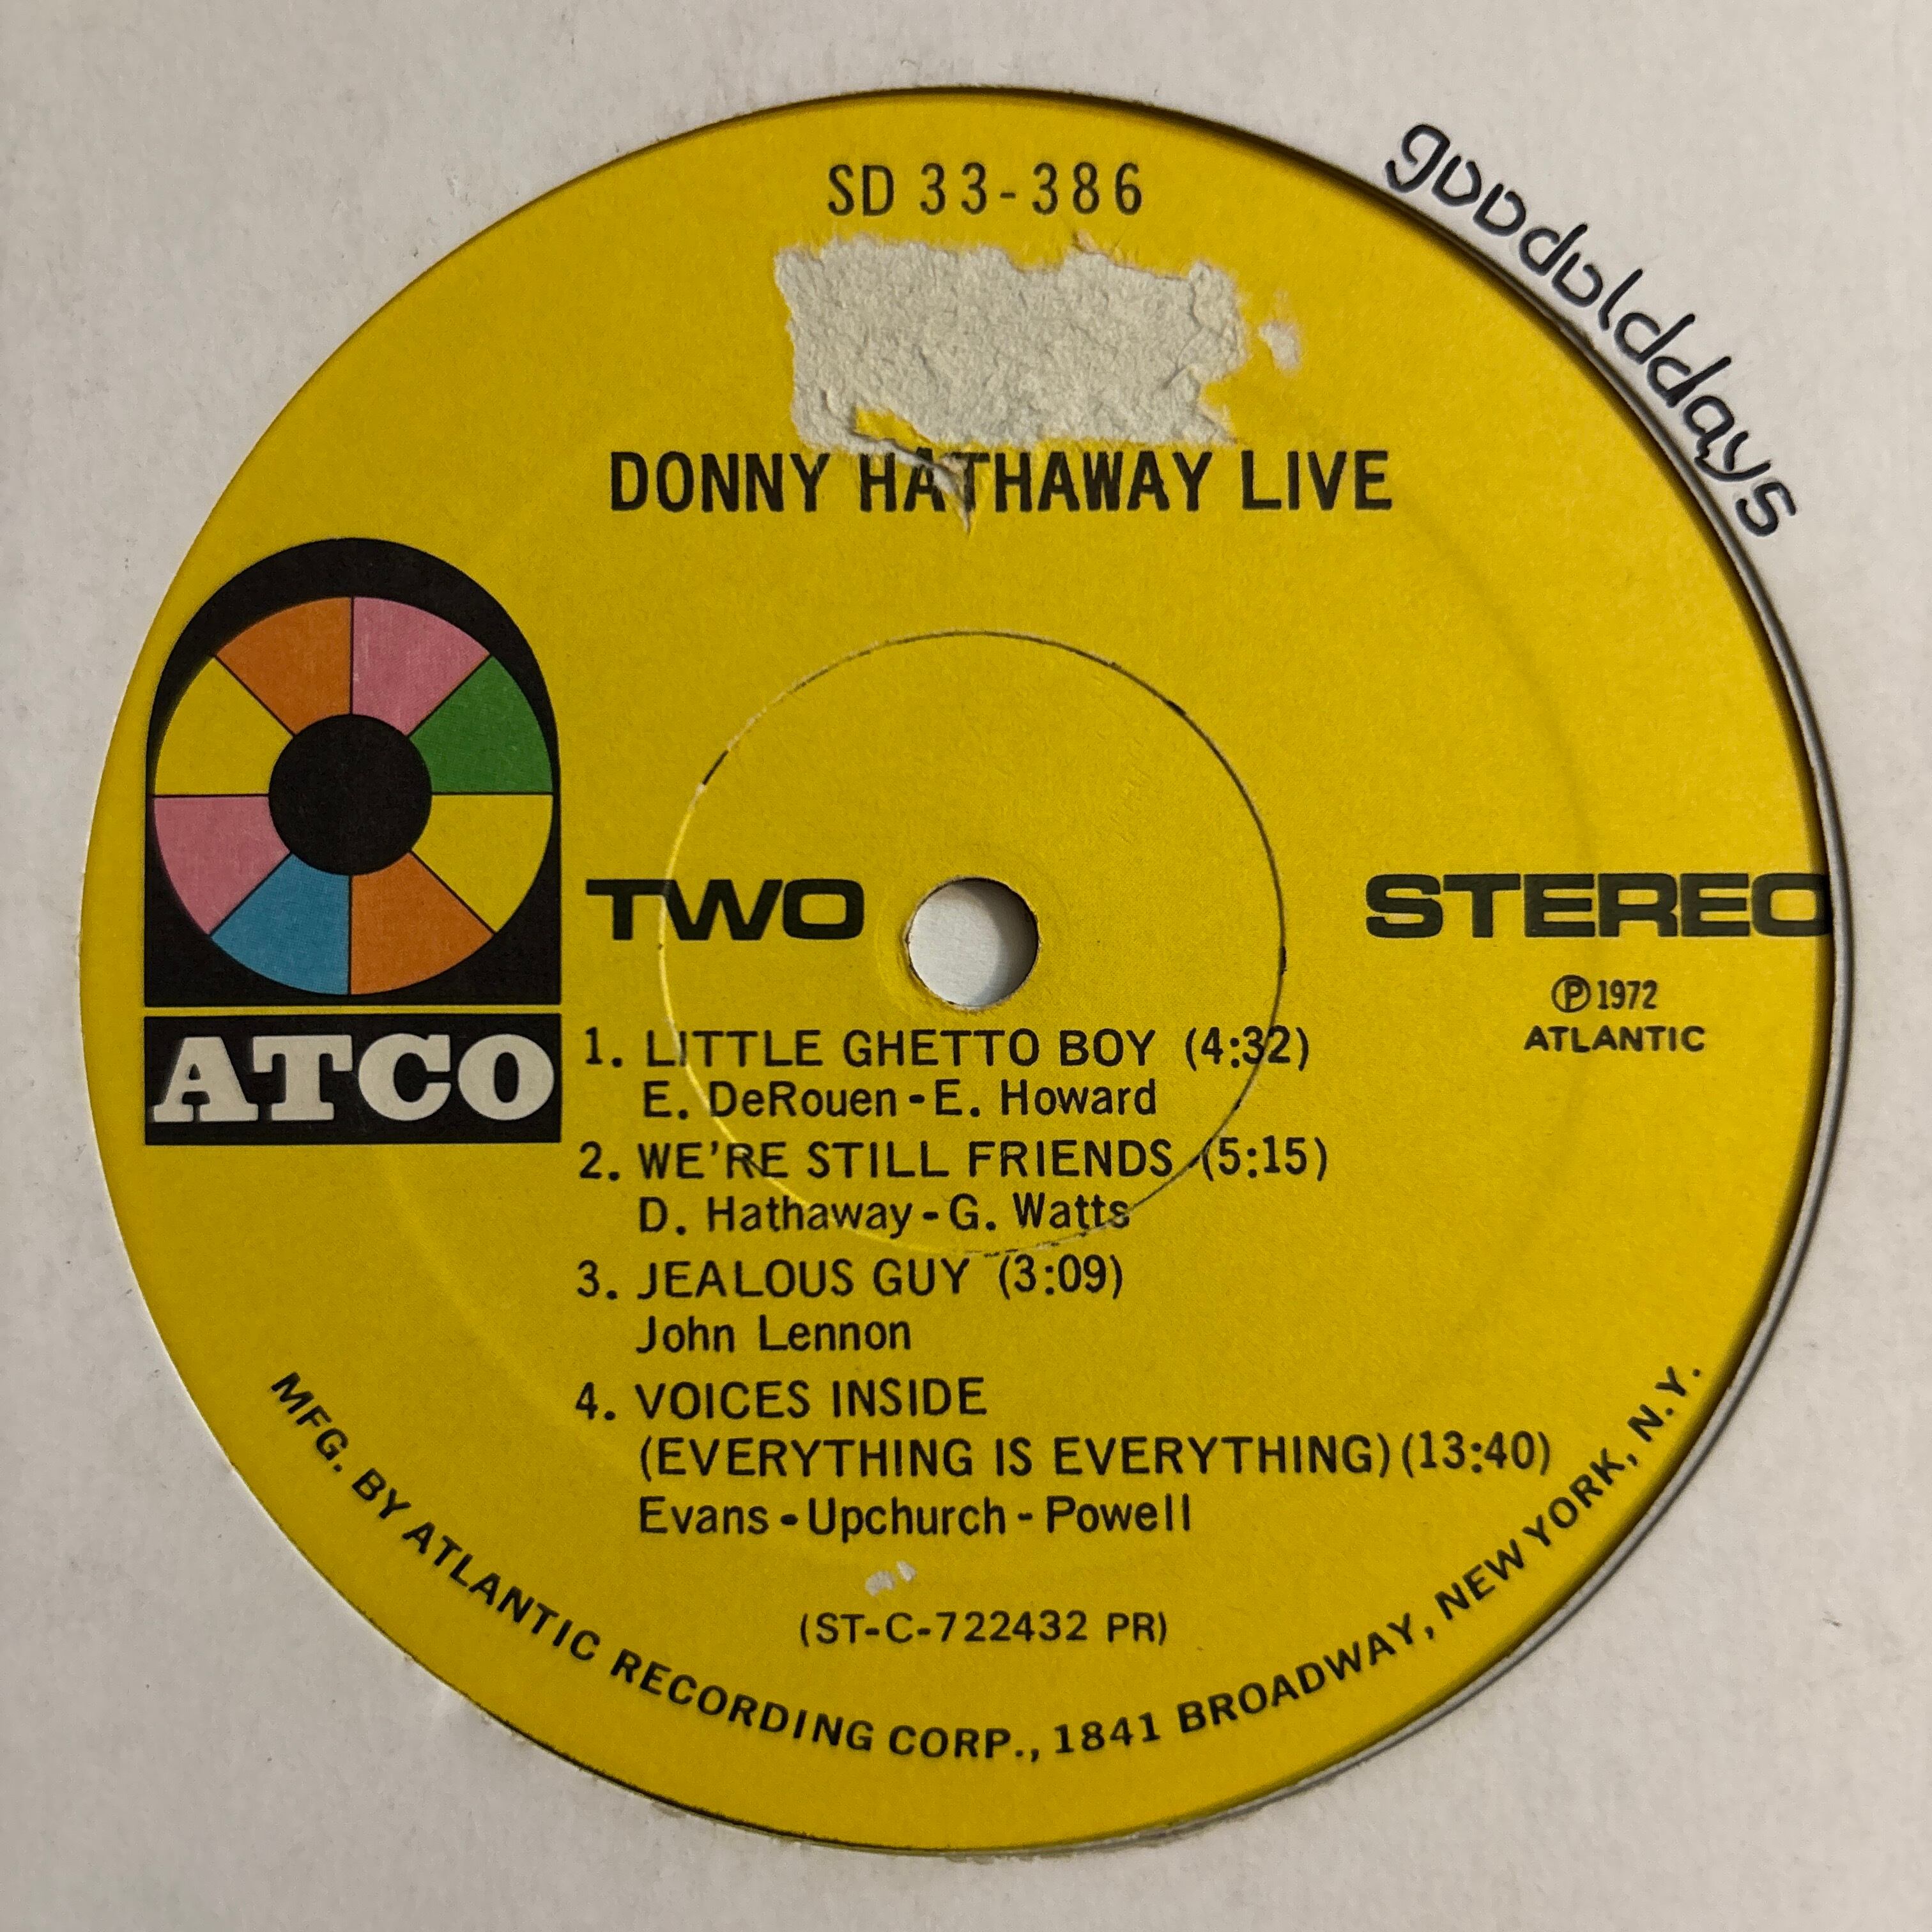 SD 33-386
gooddolddays
DONNY HATHAWAY LIVE
TWO
STEREO
Ⓟ1972
ATLANTIC
ATCO
1. LITTLE GHETTO BOY (4:32)
E. DeRouen-E. Howard
2. WE'RE STILL FRIENDS (5:15)
D. Hathaway-G. Watts
3. JEALOUS GUY (3:09)
John Lennon
4. VOICES INSIDE
(EVERYTHING IS EVERYTHING)(13:40)
Evans-Upchurch-Powell
(ST-C-722432 PR)
MFG. BY ATLANTIC RECORDING CORP., 1841 BROADWAY, NEW YORK, N.Y.